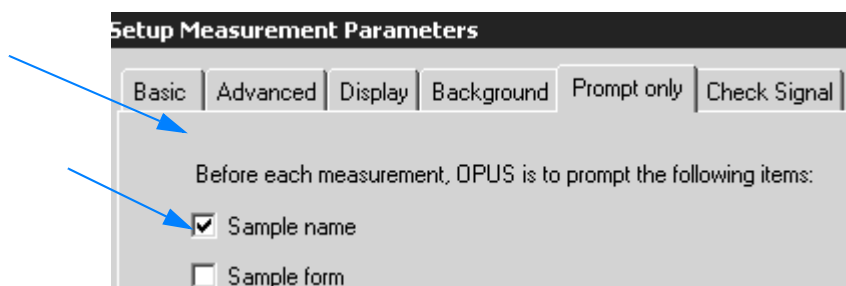 Setup Measurement Parameters
Basic Advanced Display Background Prompt only Check Signal
Before each measurement, OPUS is to prompt the following items:
Sample name
Sample form